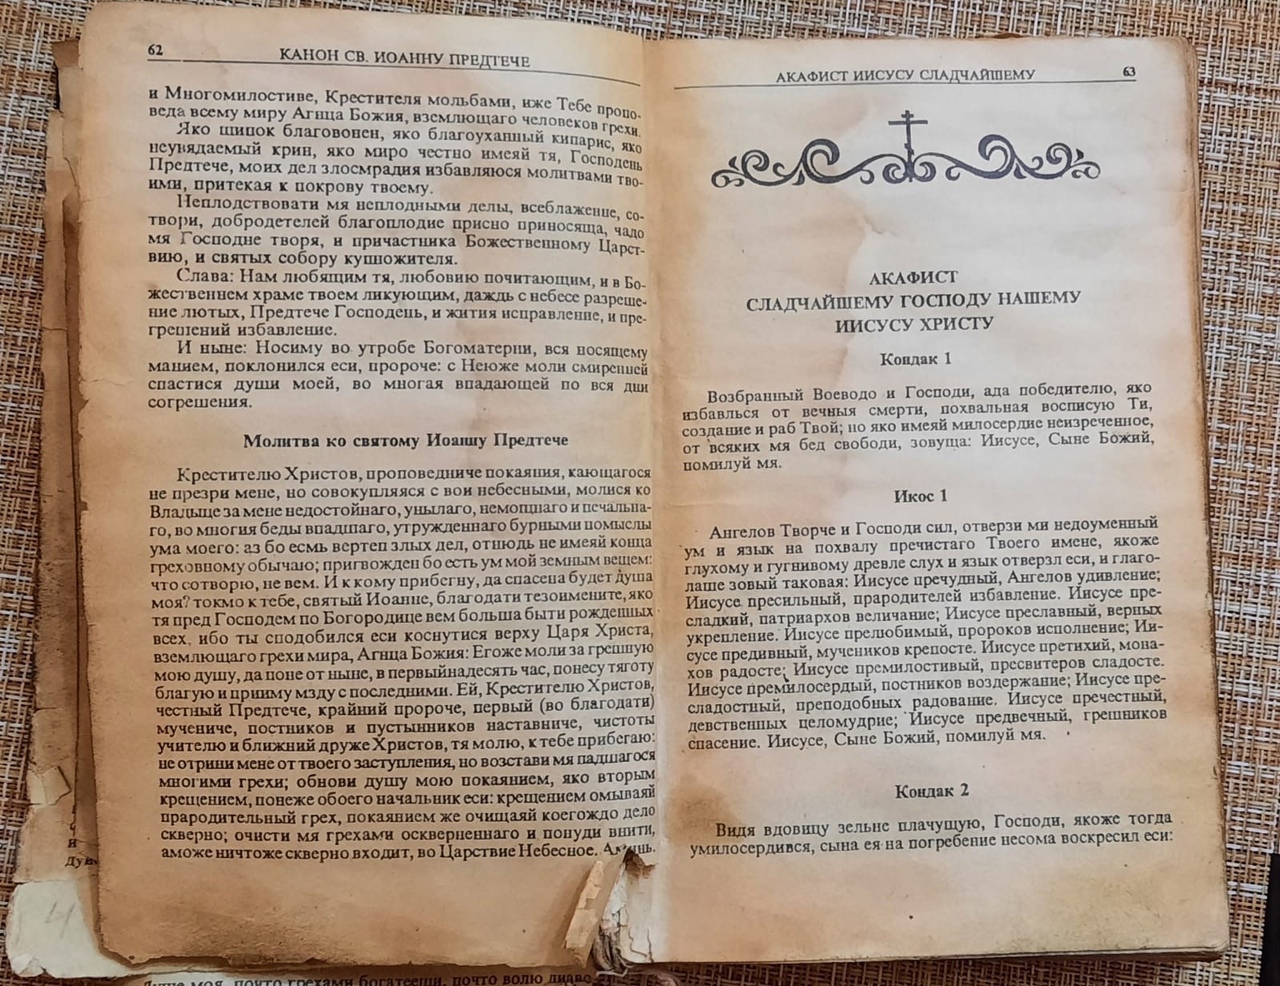 62
КАНОН СВ. ИОАННУ ПРЕДТЕЧЕ
и Многомилостиве, Крестителя мольбами, иже Тебе пропо-
веда всему миру Агнца Божия, вземлющаго человеков грехи.
Яко шипок благовонен, яко благоуханный кипарис, яко
неувядаемый крин, яко миро честно имеяй тя, Господень
Предтече, моих дел злосмрадия избавляюся молитвами тво-
ими, притекая к покрову твоему.
Неплодствовати мя неплодными делы, всеблаженне, со-
твори, добродетелей благоплодие присно приносяща, чадо
мя Господне творя, и причастника Божественному Царст-
вию, и святых собору купножителя.
Слава: Нам любящим тя, любовию почитающим, и в Бо-
жественнем храме твоем ликующим, даждь с небесе разреше-
ние лютых, Предтече Господень, и жития исправление, и пре-
грешений избавление.
И ныне: Носиму во утробе Богоматерни, вся носящему
манием, поклонился еси, пророче: с Неюже моли смиренней
спастися души моей, во многая впадающей по вся дни
согрешения.
Молитва ко святому Иоанну Предтече
Крестителю Христов, проповедниче покаяния, кающагося
не презри мене, но совокупляяся с вои небесными, молися ко
Владыце за мене недостойнаго, унылаго, немощнаго и печальна-
го, во многия беды впадшаго, утружденнаго бурными помыслы
ума моего: аз бо есмь вертеп злых дел, отнюдь не имеяй конца
греховному обычаю; пригвожден бо есть ум мой земным вещем:
что сотворю, не вем. И к кому прибегну, да спасена будет душа
моя? токмо к тебе, святый Иоанне, благодати тезоимените, яко
тя пред Господем по Богородице вем больша быти рожденных
всех, ибо ты сподобился еси коснутися верху Царя Христа,
вземлющаго грехи мира, Агнца Божия: Егоже моли за грешную
мою душу, да поне от ныне, в первыйнадесять час, понесу тяготу
благую и прииму мзду с последними. Ей, Крестителю Христов,
честный Предтече, крайний пророче, первый (во благодати)
мучениче, постников и пустынников наставниче, чистоты
учителю и ближний друже Христов, тя молю, к тебе прибегаю:
не отрини мене от твоего заступления, но возстави мя падшагося
многими грехи; обнови душу мою покаянием, яко вторым
крещением, понеже обоего начальник еси: крещением омываяй
прародительный грех, покаянием же очищаяй коегождо дело
скверно; очисти мя грехами оскверненнаго и понуди внити,
аможе ничтоже скверно входит, во Царствие Небесное. Аминь.
АКАФИСТ ИИСУСУ СЛАДЧАЙШЕМУ
63
АКАФИСТ
СЛАДЧАЙШЕМУ ГОСПОДУ НАШЕМУ
ИИСУСУ ХРИСТУ
Кондак 1
Возбранный Воеводо и Господи, ада победителю, яко
избавлься от вечныя смерти, похвальная восписую Ти,
создание и раб Твой; но яко имеяй милосердие неизреченное,
от всяких мя бед свободи, зовуща: Иисусе, Сыне Божий,
помилуй мя.
Икос 1
Ангелов Творче и Господи сил, отверзи ми недоуменный
ум и язык на похвалу пречистаго Твоего имене, якоже
глухому и гугнивому древле слух и язык отверзл еси, и глаго-
лаше зовый таковая: Иисусе пречудный, Ангелов удивление;
Иисусе пресильный, прародителей избавление. Иисусе пре-
сладкий, патриархов величание; Иисусе преславный, верных
укрепление. Иисусе прелюбимый, пророков исполнение; Ии-
сусе предивный, мучеников крепосте. Иисусе претихий, мона-
хов радосте; Иисусе премилостивый, пресвитеров сладосте.
Иисусе премилосердый, постников воздержание; Иисусе пре-
сладостный, преподобных радование. Иисусе пречестный,
девственных целомудрие; Иисусе предвечный, грешников
спасение. Иисусе, Сыне Божий, помилуй мя.
Кондак 2
Видя вдовицу зельне плачущую, Господи, якоже тогда
умилосердився, сына ея на погребение несома воскресил еси:
и
Душе моя, почто грехами богатееши, почто волю диаво